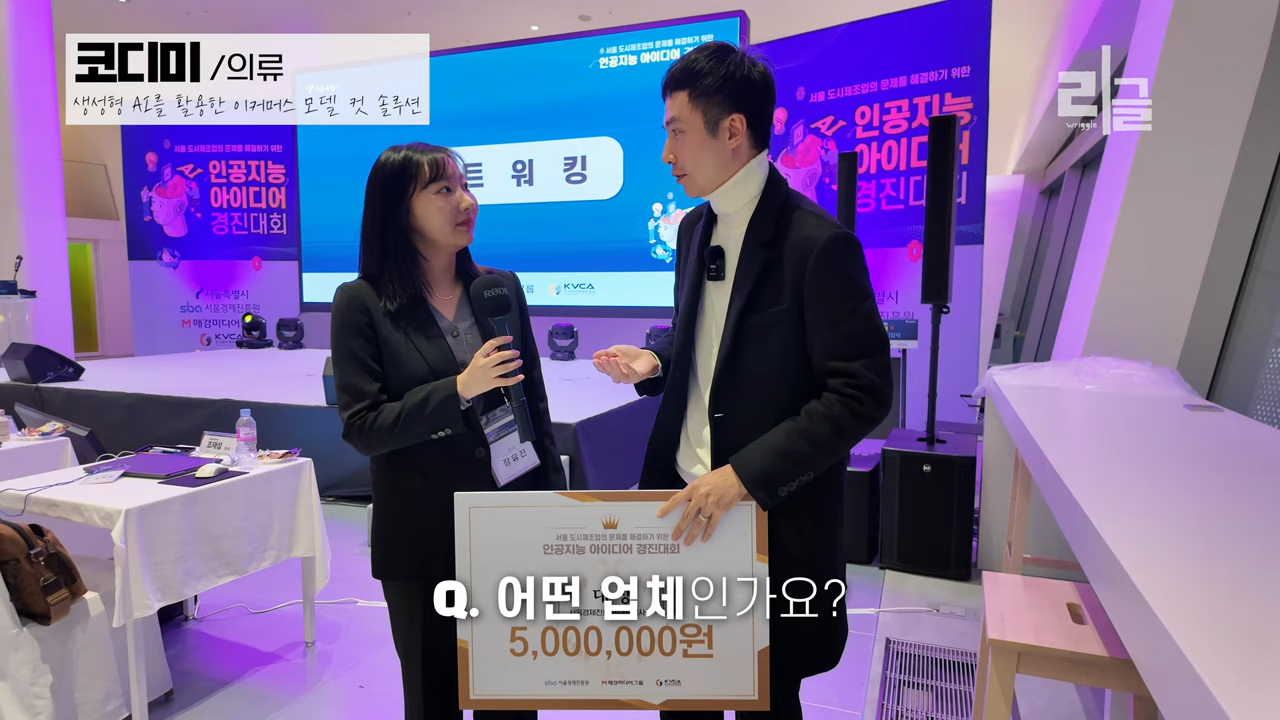 코디미 /의류
생성형 AI를 활용한 이커머스 모델 컷 솔루션
리글
wriggle
# 서울 도시제조업의 문제를 해결하기 위한
인공지능 아이디어
트 워 킹
KVCA
서울 도시제조업의 문제를 해결하기 위한
인공지능
아이디어
경진대회
서울특별시
sba 서울경제진흥원
매경미디어그룹
KVCA
서울 도시제조업의 문제를 해결하기 위한
인공지능
아이디어
경진대회
RØDE
장유진
서울 도시제조업의 문제를 해결하기 위한
인공지능 아이디어 경진대회
Q. 어떤 업체인가요?
5,000,000원
sba 서울경제진흥원
매경미디어그룹
KVCA